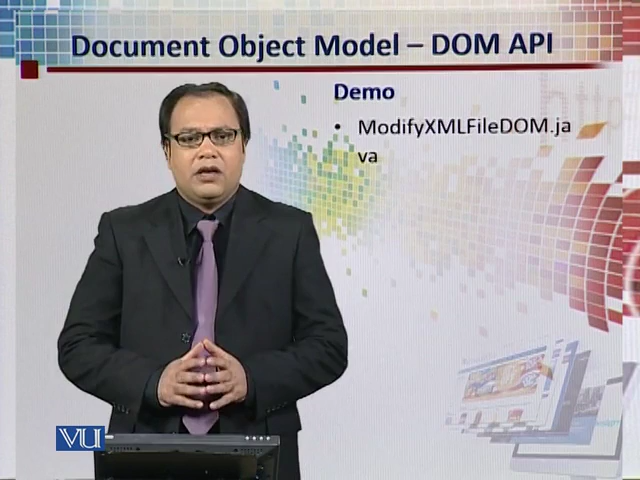 Document Object Model – DOM API
Demo
• ModifyXMLFileDOM.ja
va
VU